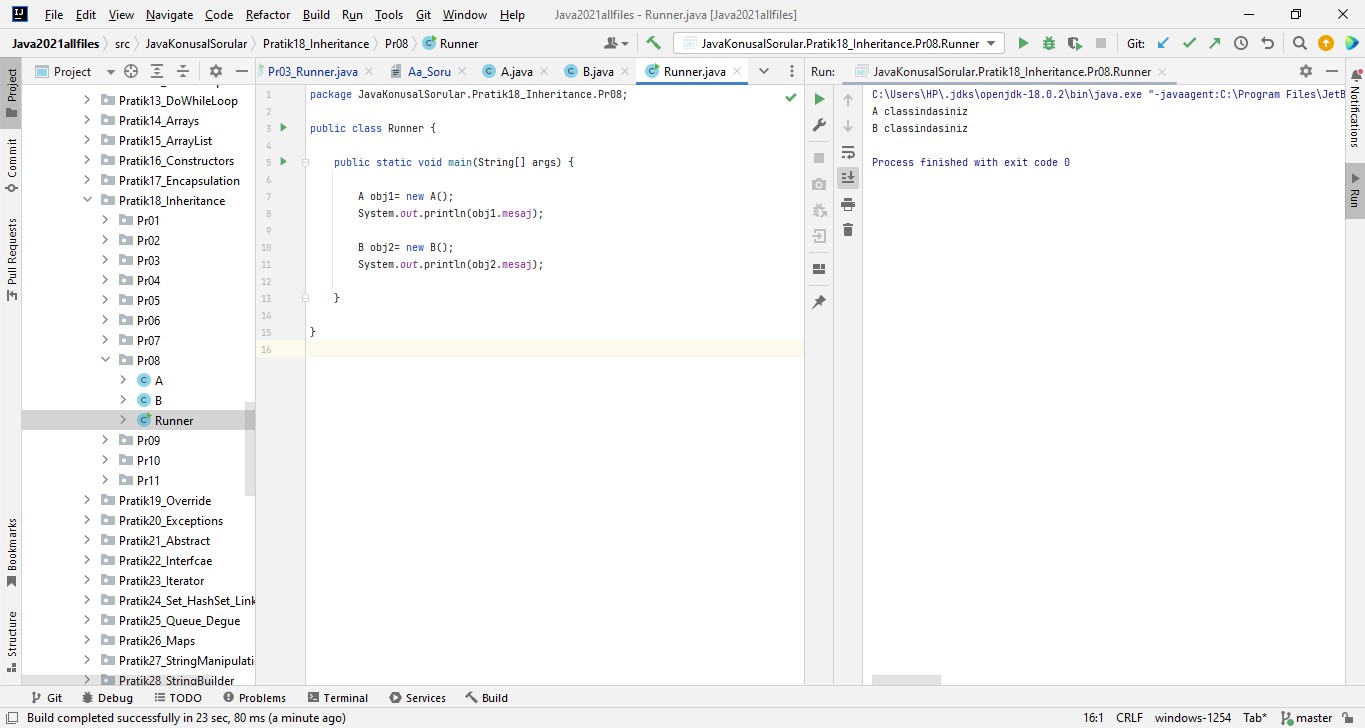 File Edit View Navigate Code Refactor Build Run Tools Git Window Help Java2021allfiles - Runner.java [Java2021allfiles]
Java2021allfiles src JavaKonusalSorular Pratik18_Inheritance Pr08 Runner JavaKonusalSorular.Pratik18_Inheritance.Pr08.Runner Git:
Project
Commit
Pull Requests
Bookmarks
Structure
Project
Pratik13_DoWhileLoop
Pratik14_Arrays
Pratik15_ArrayList
Pratik16_Constructors
Pratik17_Encapsulation
Pratik18_Inheritance
Pr01
Pr02
Pr03
Pr04
Pr05
Pr06
Pr07
Pr08
A
B
Runner
Pr09
Pr10
Pr11
Pratik19_Override
Pratik20_Exceptions
Pratik21_Abstract
Pratik22_Interfcae
Pratik23_Iterator
Pratik24_Set_HashSet_Link
Pratik25_Queue_Degue
Pratik26_Maps
Pratik27_StringManipulati
Pratik28_StringBuilder
Pr03_Runner.java Aa_Soru A.java B.java Runner.java
1 package JavaKonusalSorular.Pratik18_Inheritance.Pr08;
2
3 public class Runner {
4
5 public static void main(String[] args) {
6
7 A obj1= new A();
8 System.out.println(obj1.mesaj);
9
10 B obj2= new B();
11 System.out.println(obj2.mesaj);
12
13 }
14
15 }
16
Run: JavaKonusalSorular.Pratik18_Inheritance.Pr08.Runner
C:\Users\HP\.jdks\openjdk-18.0.2\bin\java.exe "-javaagent:C:\Program Files\JetB
A classindasiniz
B classindasiniz
Process finished with exit code 0
Notifications
Run
Git Debug TODO Problems Terminal Services Build
Build completed successfully in 23 sec, 80 ms (a minute ago) 16:1 CRLF windows-1254 Tab* master